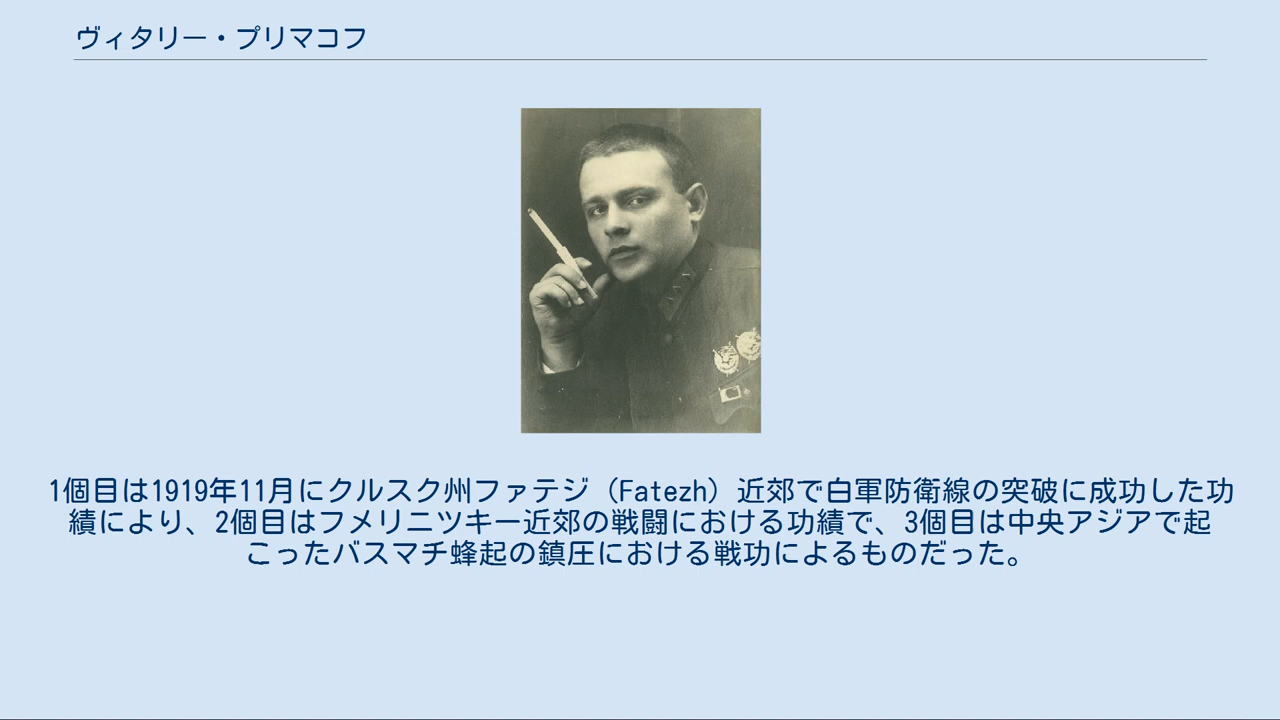 ヴィタリー・プリマコフ
1個目は1919年11月にクルスク州ファテジ（Fatezh）近郊で白軍防衛線の突破に成功した功
績により、2個目はフメリニツキー近郊の戦闘における功績で、3個目は中央アジアで起
こったバスマチ蜂起の鎮圧における戦功によるものだった。